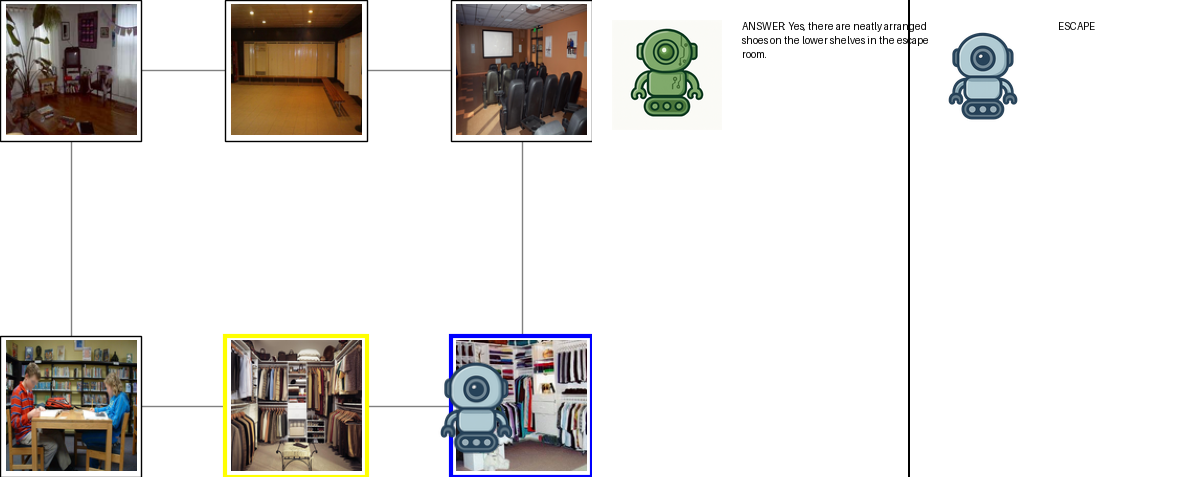 ANSWER: Yes, there are neatly arranged
shoes on the lower shelves in the escape
room.
ESCAPE